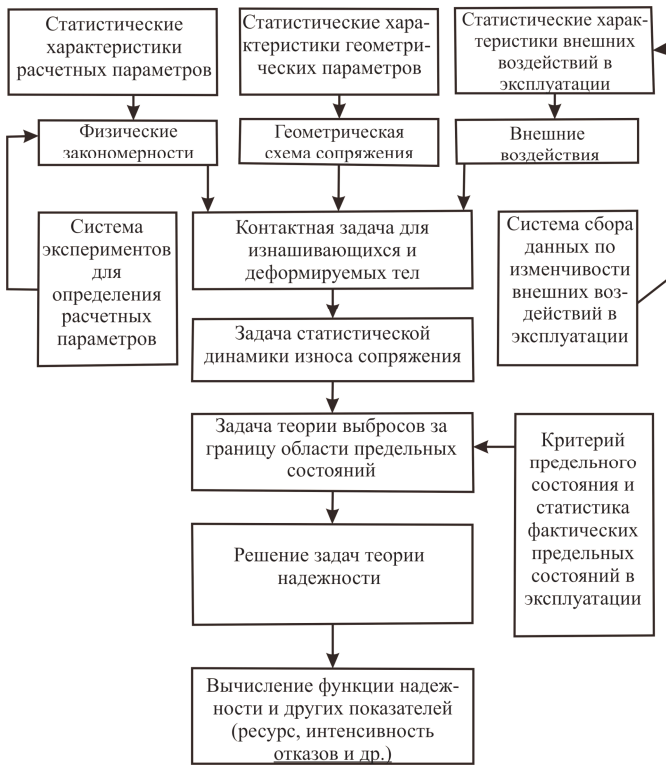 Статистические
характеристики
расчетных параметров
Статистические хара-
ктеристики геометри-
ческих параметров
Статистические харак-
теристики внешних
воздействий в
эксплуатации
Физические
закономерности
Геометрическая
схема сопряжения
Внешние
воздействия
Система
экспериментов
для
определения
расчетных
параметров
Контактная задача для
изнашивающихся и
деформируемых тел
Система сбора
данных по
изменчивости
внешних воз-
действий в
эксплуатации
Задача статистической
динамики износа сопряжения
Задача теории выбросов за
границу области предельных
состояний
Критерий
предельного
состояния и
статистика
фактических
предельных
состояний в
эксплуатации
Решение задач теории
надежности
Вычисление функции надеж-
ности и других показателей
(ресурс, интенсивность
отказов и др.)